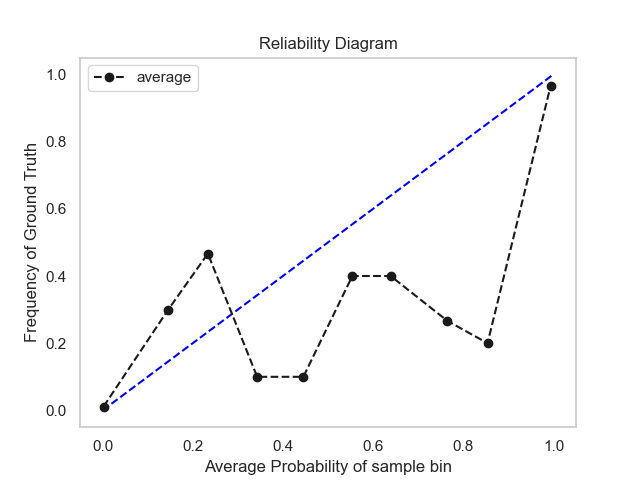 Reliability Diagram
average
Frequency of Ground Truth
1.0
0.8
0.6
0.4
0.2
0.0
0.0 0.2 0.4 0.6 0.8 1.0
Average Probability of sample bin